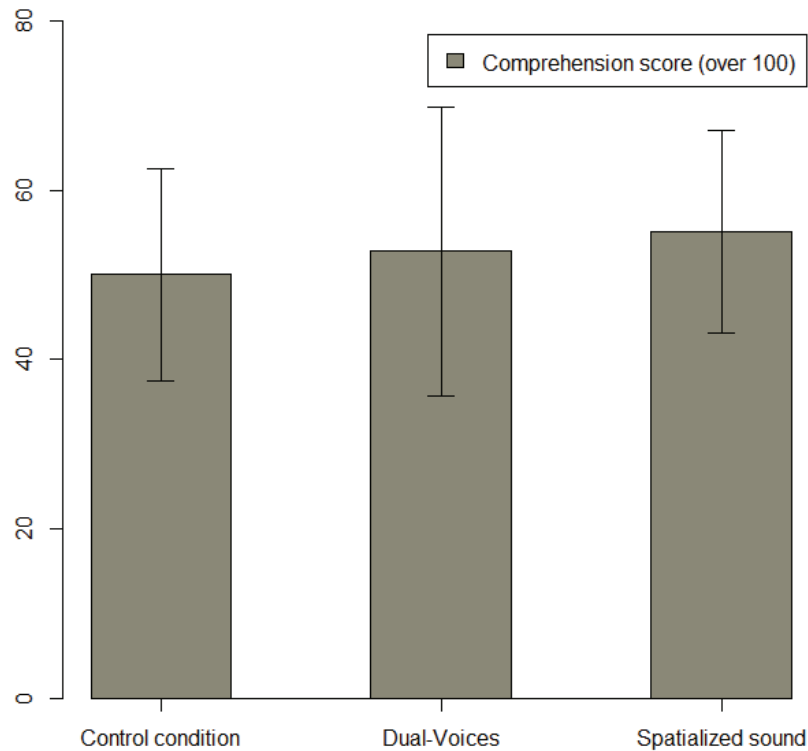 80
Comprehension score (over 100)
60
40
20
0
Control condition Dual-Voices Spatialized sound